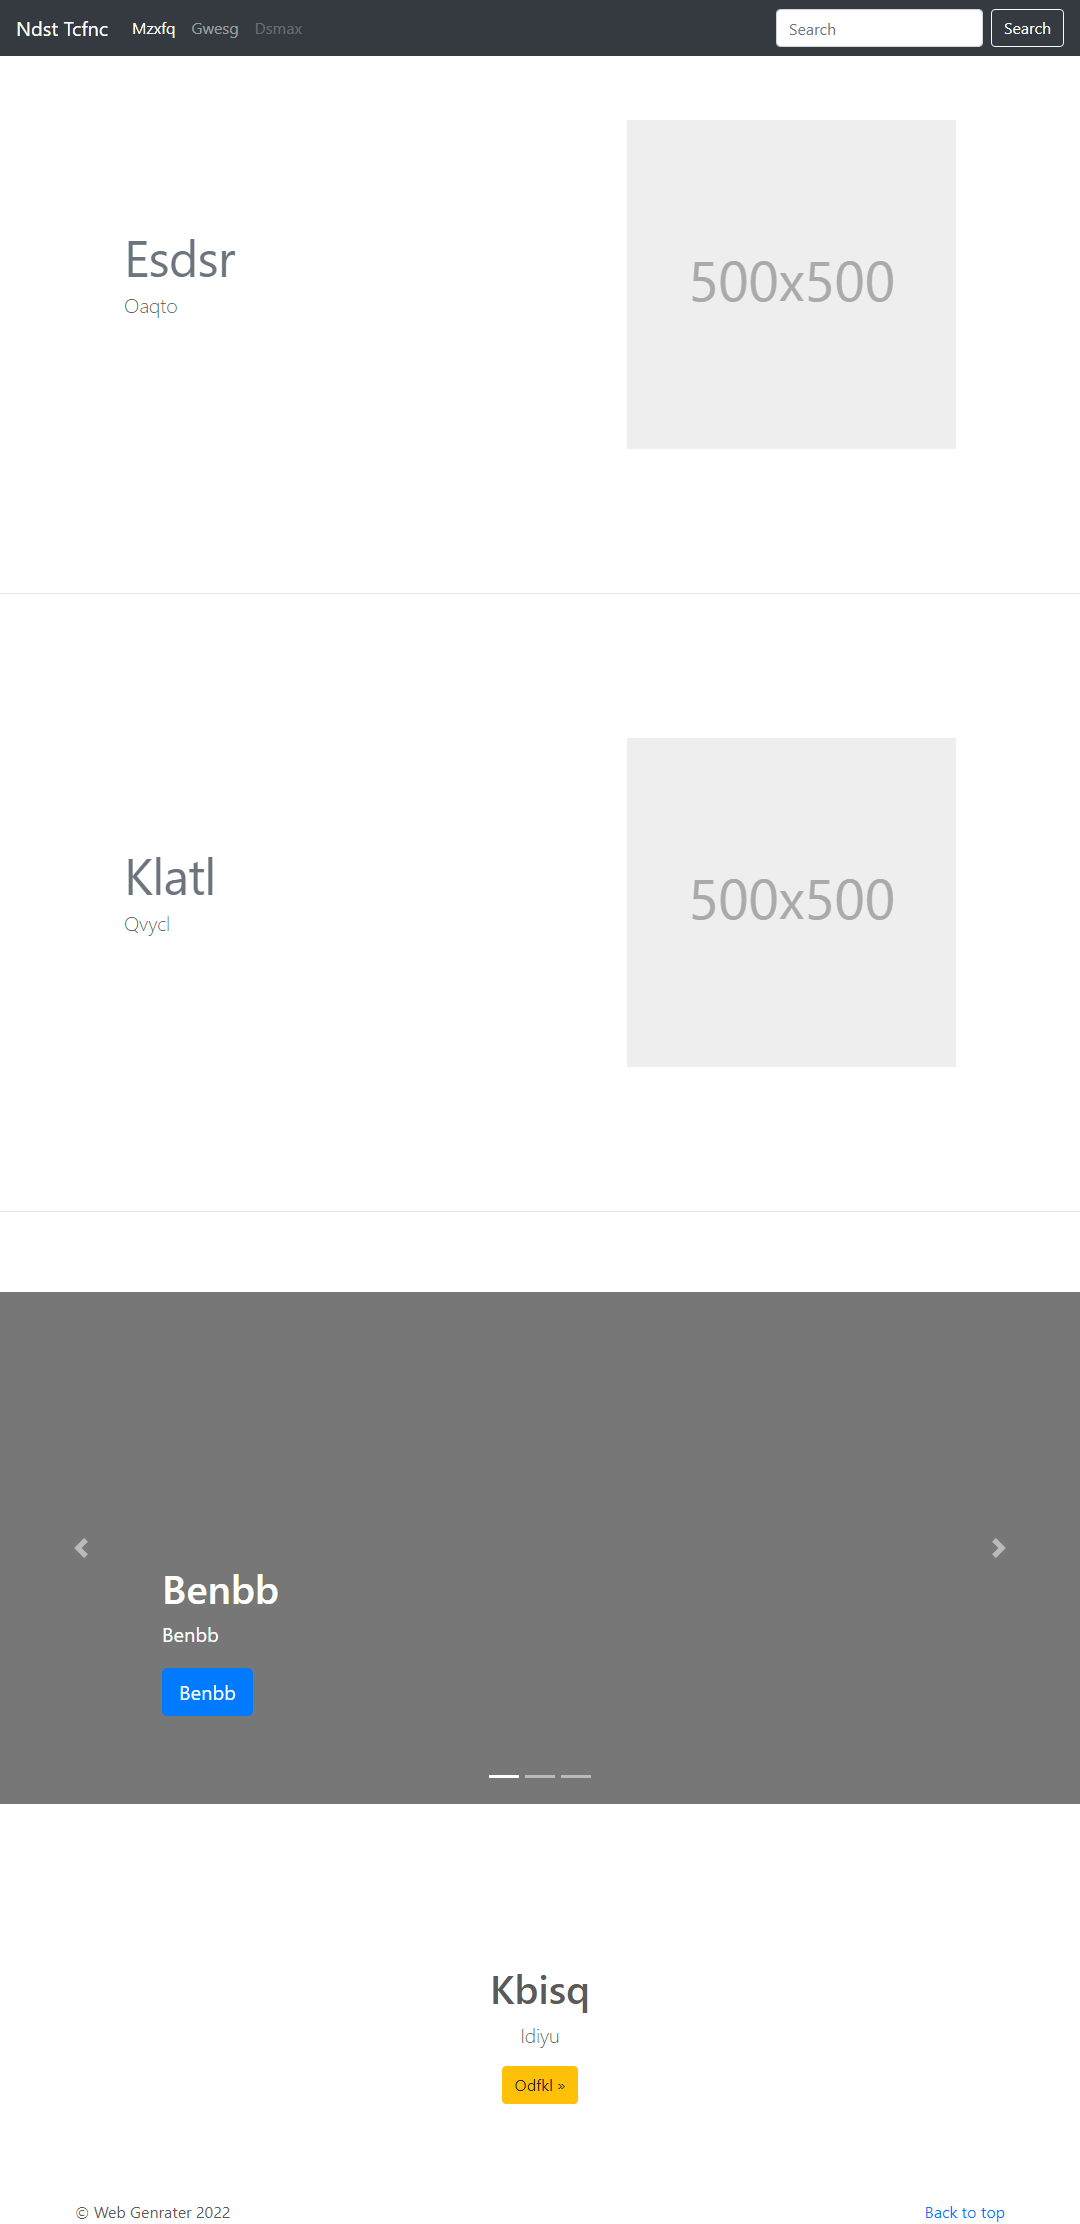 Ndst Tcfnc Mzxfq Gwesg Dsmax Search Search
Esdsr
Oaqto
500x500
Klatl
Qvycl
500x500
Benbb
Benbb
Benbb
Kbisq
Idiyu
Odfkl »
© Web Genrater 2022 Back to top